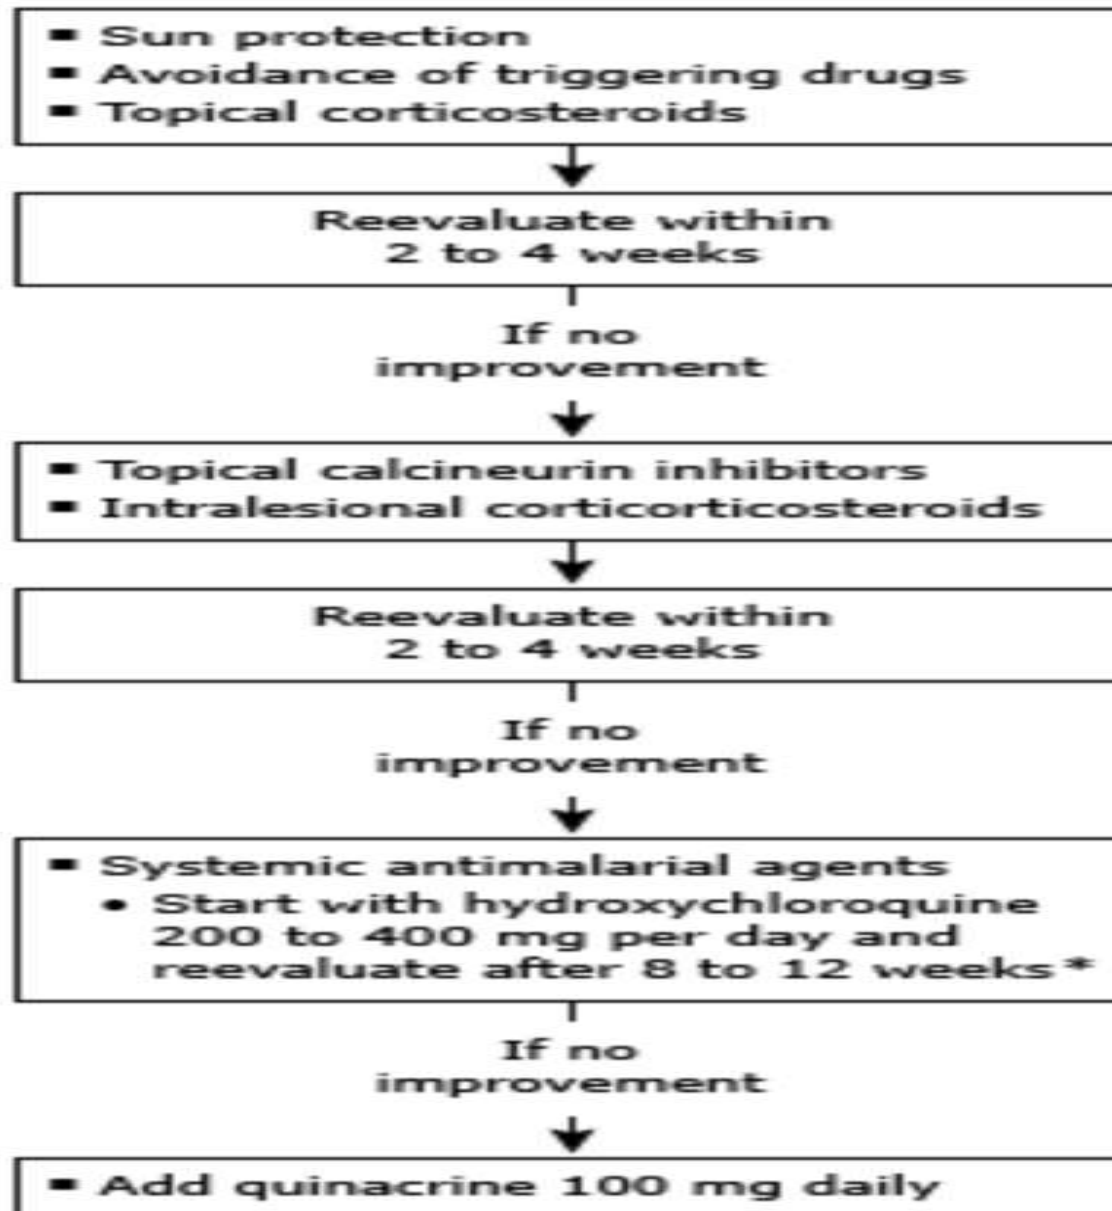 ▪ Sun protection
▪ Avoidance of triggering drugs
▪ Topical corticosteroids
Reevaluate within
2 to 4 weeks
If no
improvement
▪ Topical calcineurin inhibitors
▪ Intralesional corticorticosteroids
Reevaluate within
2 to 4 weeks
If no
improvement
▪ Systemic antimalarial agents
• Start with hydroxychloroquine
200 to 400 mg per day and
reevaluate after 8 to 12 weeks*
If no
improvement
▪ Add quinacrine 100 mg daily